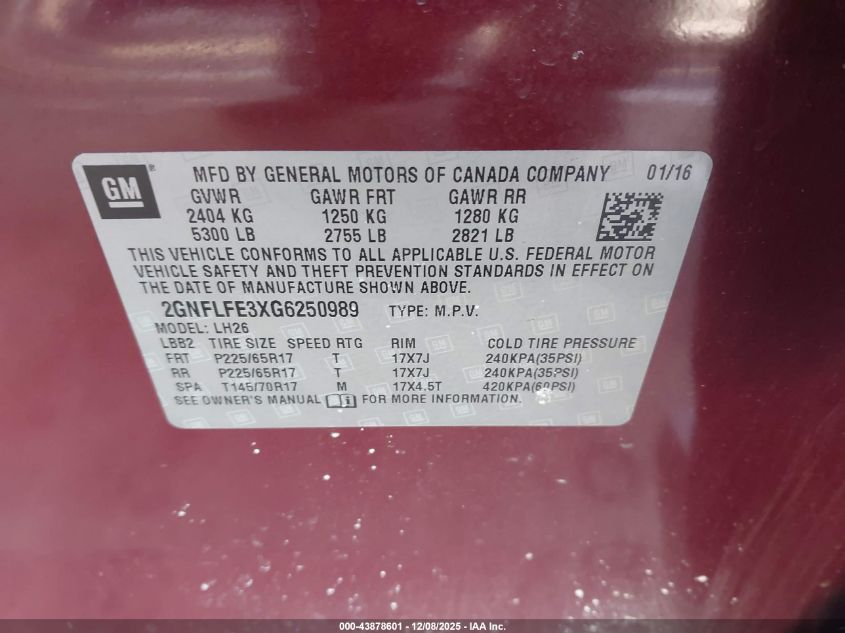 GM®
MFD BY GENERAL MOTORS OF CANADA COMPANY 01/16
GVWR GAWR FRT GAWR RR
2404 KG 1250 KG 1280 KG
5300 LB 2755 LB 2821 LB
THIS VEHICLE CONFORMS TO ALL APPLICABLE U.S. FEDERAL MOTOR
VEHICLE SAFETY AND THEFT PREVENTION STANDARDS IN EFFECT ON
THE DATE OF MANUFACTURE SHOWN ABOVE.
2GNFLFE3XG6250989 TYPE: M.P.V.
MODEL: LH26
LBB2 TIRE SIZE SPEED RTG RIM COLD TIRE PRESSURE
FRT P225/65R17 T 17X7J 240KPA(35PSI)
RR P225/65R17 T 17X7J 240KPA(35PSI)
SPA T145/70R17 M 17X4.5T 420KPA(60PSI)
SEE OWNER'S MANUAL FOR MORE INFORMATION.
000-43878601 - 12/08/2025 - IAA Inc.